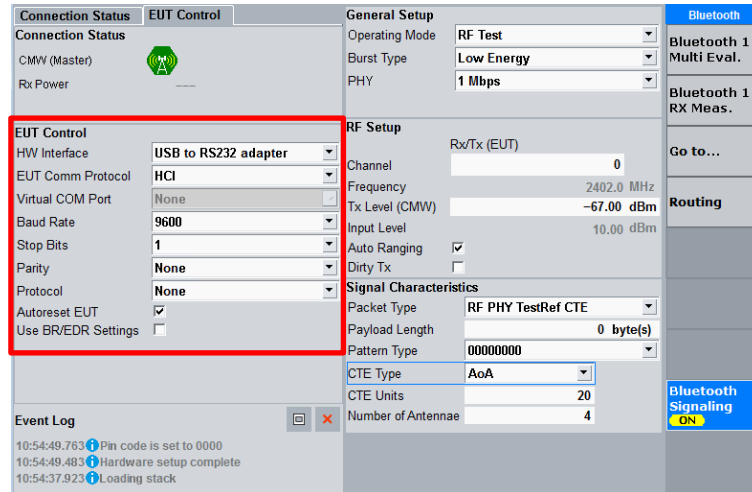 Connection Status EUT Control
Connection Status
CMW (Master)
Rx Power ---
EUT Control
HW Interface USB to RS232 adapter
EUT Comm Protocol HCI
Virtual COM Port None
Baud Rate 9600
Stop Bits 1
Parity None
Protocol None
Autoreset EUT
Use BR/EDR Settings
Event Log
10:54:49.763 Pin code is set to 0000
10:54:49.483 Hardware setup complete
10:54:37.923 Loading stack
General Setup
Operating Mode RF Test
Burst Type Low Energy
PHY 1 Mbps
RF Setup
Rx/Tx (EUT)
Channel 0
Frequency 2402.0 MHz
Tx Level (CMW) -67.00 dBm
Input Level 10.00 dBm
Auto Ranging
Dirty Tx
Signal Characteristics
Packet Type RF PHY TestRef CTE
Payload Length 0 byte(s)
Pattern Type 00000000
CTE Type AoA
CTE Units 20
Number of Antennae 4
Bluetooth
Bluetooth 1
Multi Eval.
Bluetooth 1
RX Meas.
Go to...
Routing
Bluetooth
Signaling
ON